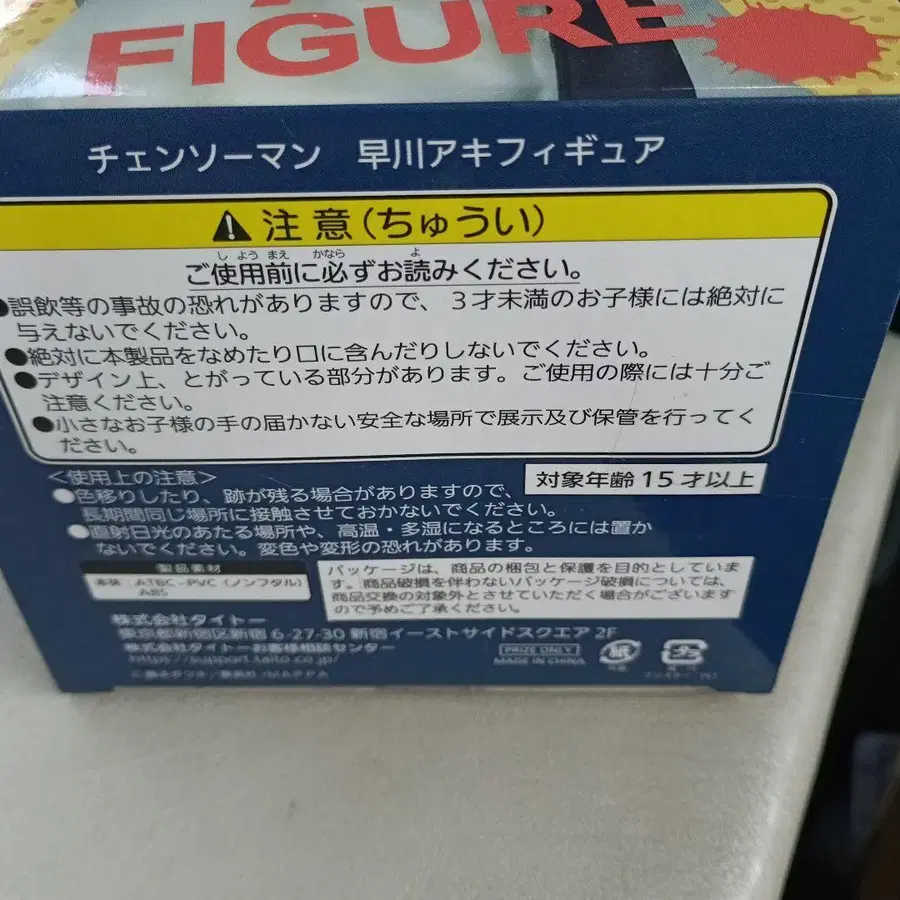 FIGURE
チェンソーマン 早川アキフィギュア
注意(ちゅうい)
ご使用前に必ずお読みください。
●誤飲等の事故の恐れがありますので、3才未満のお子様には絶対に
与えないでください。
●絶対に本製品をなめたり口に含んだりしないでください。
●デザイン上、とがっている部分があります。ご使用の際には十分ご
注意ください。
●小さなお子様の手の届かない安全な場所で展示及び保管を行ってく
ださい。
<使用上の注意>
対象年齢15才以上
●色移りしたり、跡が残る場合がありますので、
長期間同じ場所に接触させておかないでください。
●直射日光のあたる場所や、高温・多湿になるところには置か
ないでください。変色や変形の恐れがあります。
製品素材
本体:ATBC-PVC(ノンフタル)
ABS
パッケージは、商品の梱包と保護を目的としていま
す。商品破損を伴わないパッケージ破損については、
商品交換の対象外とさせていただく場合がございます
ので予めご了承ください。
株式会社タイトー
東京都新宿区新宿6-27-30 新宿イーストサイドスクエア 2F
株式会社タイトーお客様相談センター
https://support.taito.co.jp/
PRIZE ONLY
MADE IN CHINA
紙
プラ